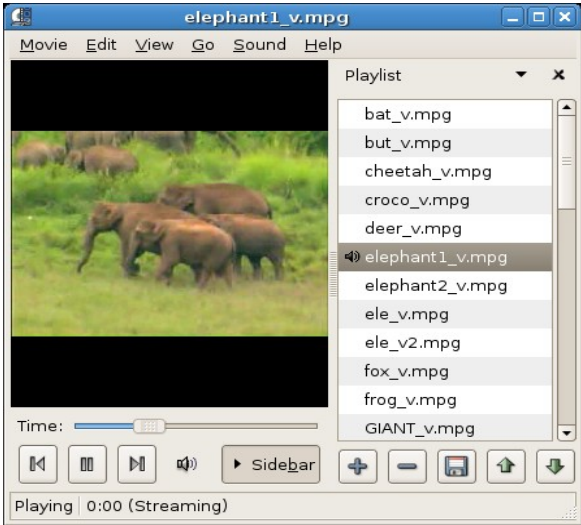 elephant1_v.mpg
Movie Edit View Go Sound Help
Playlist
bat_v.mpg
but_v.mpg
cheetah_v.mpg
croco_v.mpg
deer_v.mpg
elephant1_v.mpg
elephant2_v.mpg
ele_v.mpg
ele_v2.mpg
fox_v.mpg
frog_v.mpg
GIANT_v.mpg
Time:
Sidebar
Playing 0:00 (Streaming)